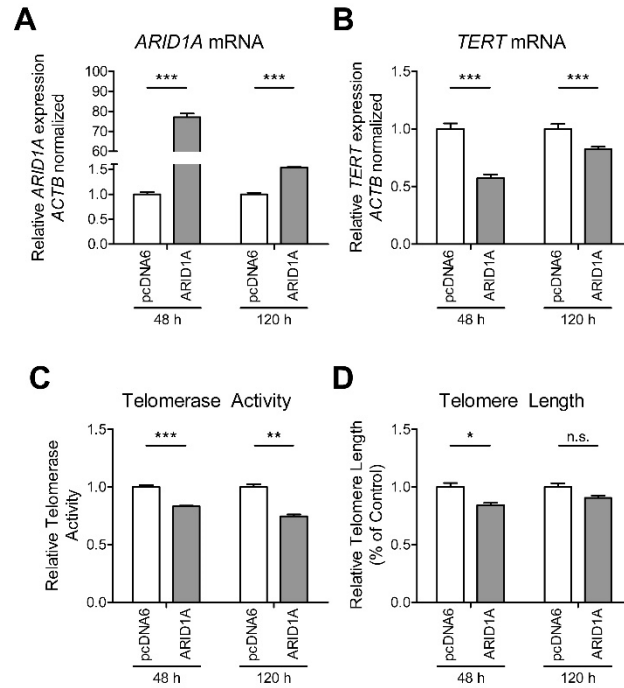 A
ARID1A mRNA
Relative ARID1A expression
ACTB normalized
100
90
80
70
60
1.5
1.0
0.5
0.0
***
***
pcDNA6
ARID1A
pcDNA6
ARID1A
48 h
120 h
B
TERT mRNA
Relative TERT expression
ACTB normalized
1.5
1.0
0.5
0.0
***
***
pcDNA6
ARID1A
pcDNA6
ARID1A
48 h
120 h
C
Telomerase Activity
Relative Telomerase
Activity
1.5
1.0
0.5
0.0
***
**
pcDNA6
ARID1A
pcDNA6
ARID1A
48 h
120 h
D
Telomere Length
Relative Telomere Length
(% of Control)
1.5
1.0
0.5
0.0
*
n.s.
pcDNA6
ARID1A
pcDNA6
ARID1A
48 h
120 h